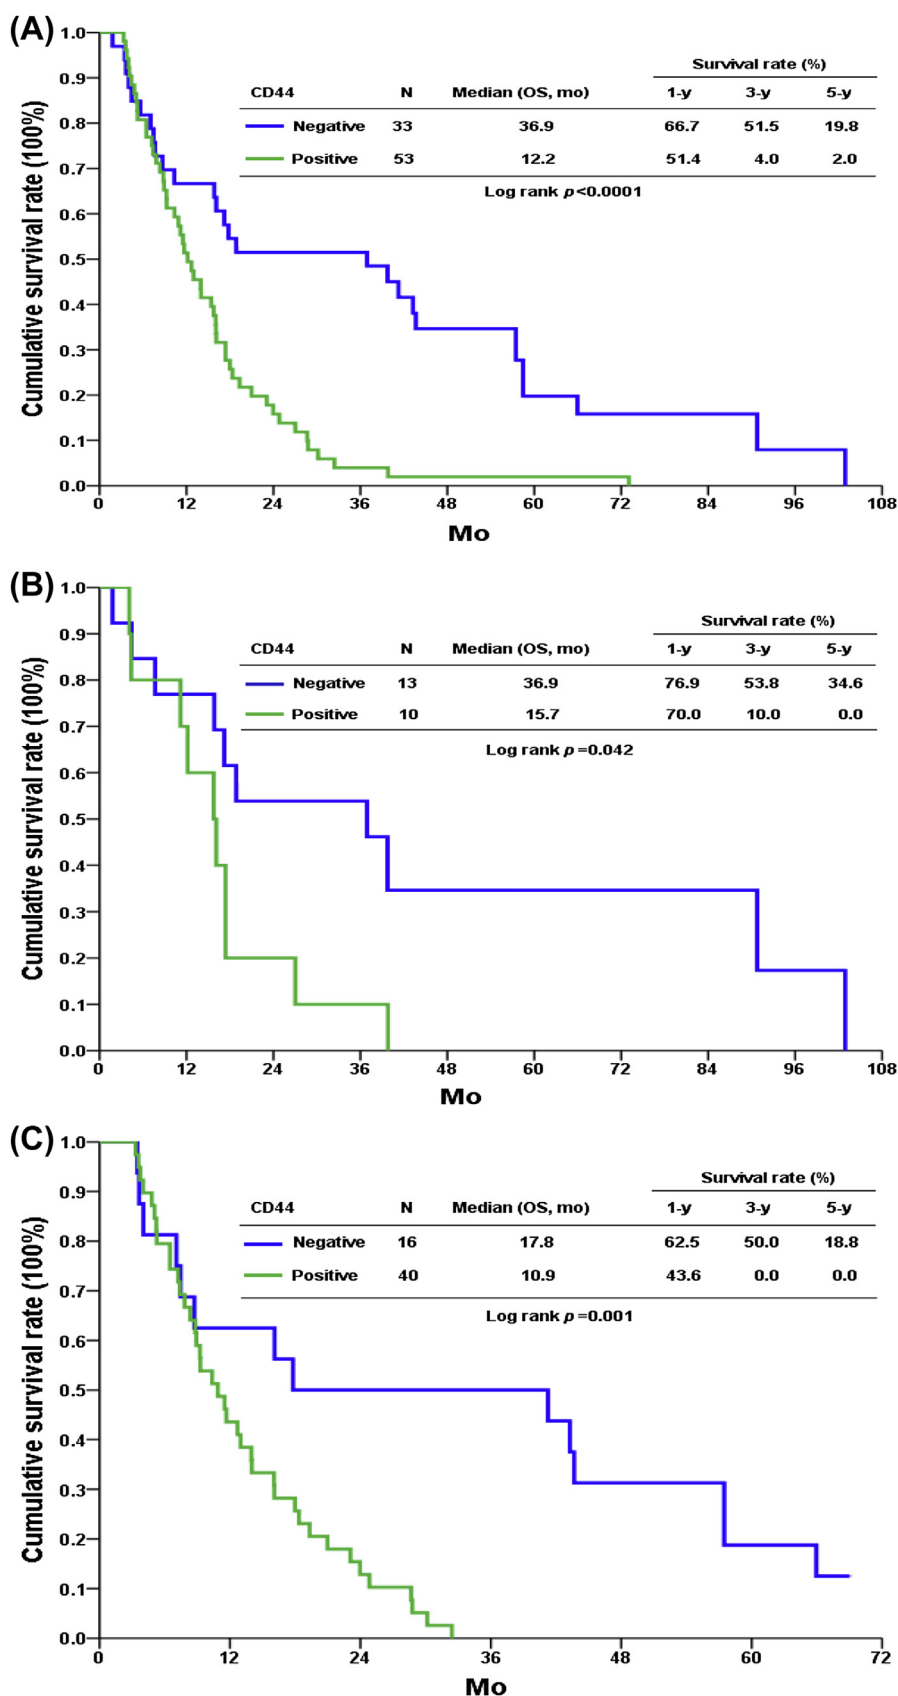 (A)
Cumulative survival rate (100%)
1.0
0.9
0.8
0.7
0.6
0.5
0.4
0.3
0.2
0.1
0.0
Survival rate (%)
CD44 N Median (OS, mo) 1-y 3-y 5-y
Negative 33 36.9 66.7 51.5 19.8
Positive 53 12.2 51.4 4.0 2.0
Log rank p<0.0001
0 12 24 36 48 60 72 84 96 108
Mo
(B)
Cumulative survival rate (100%)
1.0
0.9
0.8
0.7
0.6
0.5
0.4
0.3
0.2
0.1
0.0
Survival rate (%)
CD44 N Median (OS, mo) 1-y 3-y 5-y
Negative 13 36.9 76.9 53.8 34.6
Positive 10 15.7 70.0 10.0 0.0
Log rank p=0.042
0 12 24 36 48 60 72 84 96 108
Mo
(C)
Cumulative survival rate (100%)
1.0
0.9
0.8
0.7
0.6
0.5
0.4
0.3
0.2
0.1
0.0
Survival rate (%)
CD44 N Median (OS, mo) 1-y 3-y 5-y
Negative 16 17.8 62.5 50.0 18.8
Positive 40 10.9 43.6 0.0 0.0
Log rank p=0.001
0 12 24 36 48 60 72
Mo